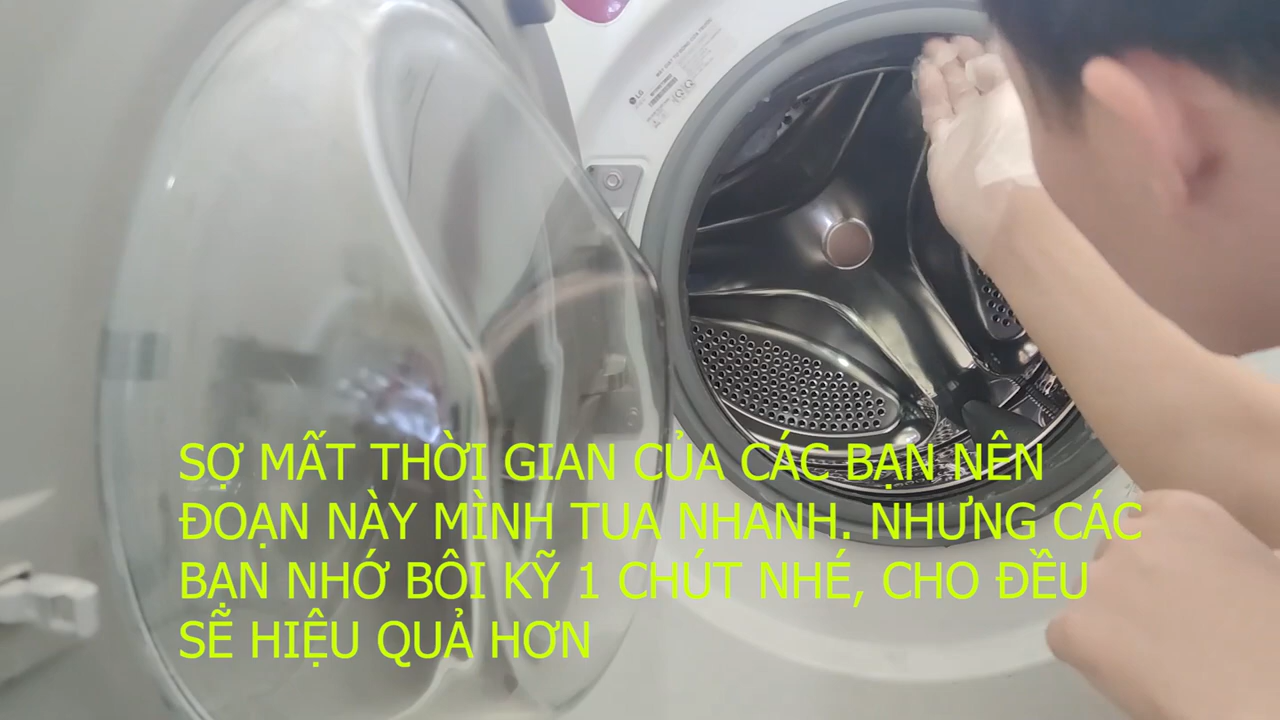 LG
SỢ MẤT THỜI GIAN CỦA CÁC BẠN NÊN
ĐOẠN NÀY MÌNH TUA NHANH. NHƯNG CÁC
BẠN NHỚ BÔI KỸ 1 CHÚT NHÉ, CHO ĐỀU
SẼ HIỆU QUẢ HƠN